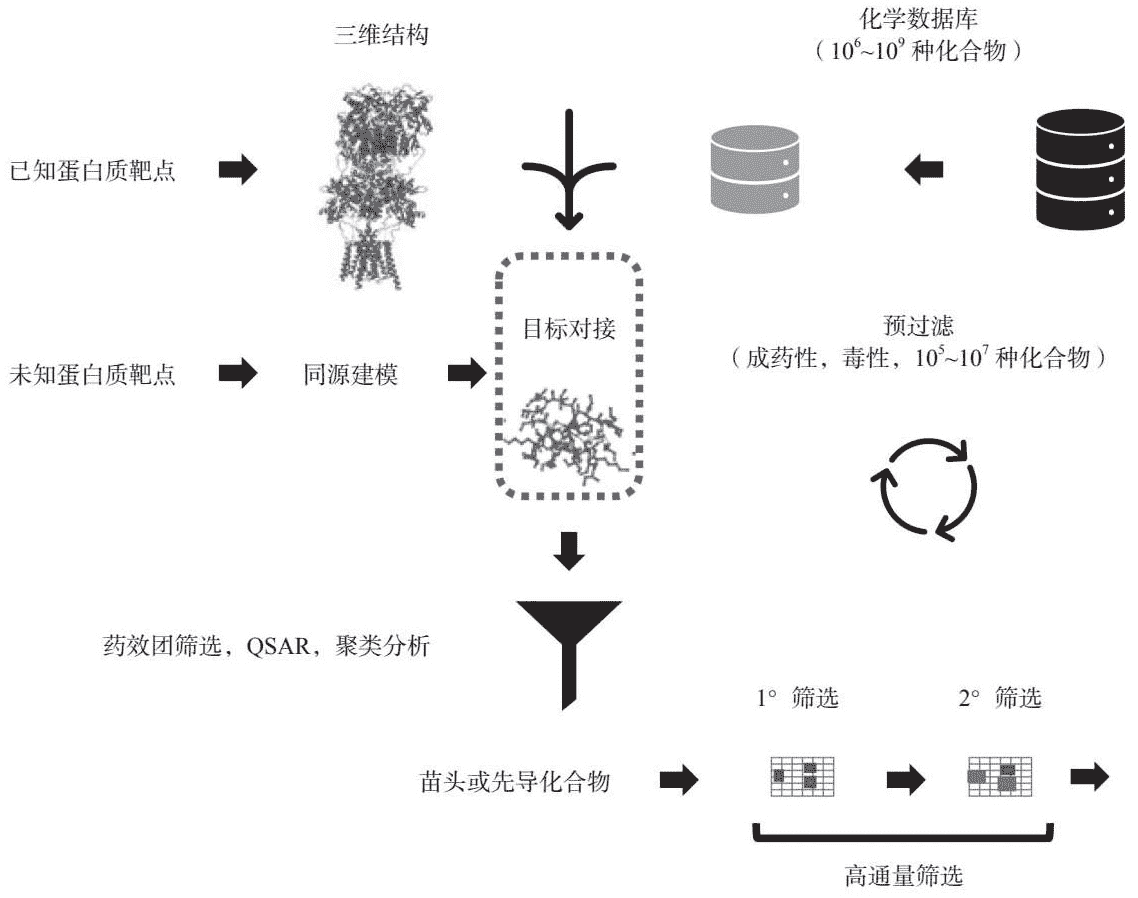 三维结构
化学数据库
（10⁶~10⁹ 种化合物）
已知蛋白质靶点
目标对接
预过滤
（成药性，毒性，10⁵~10⁷ 种化合物）
未知蛋白质靶点
同源建模
药效团筛选，QSAR，聚类分析
1° 筛选
2° 筛选
苗头或先导化合物
高通量筛选